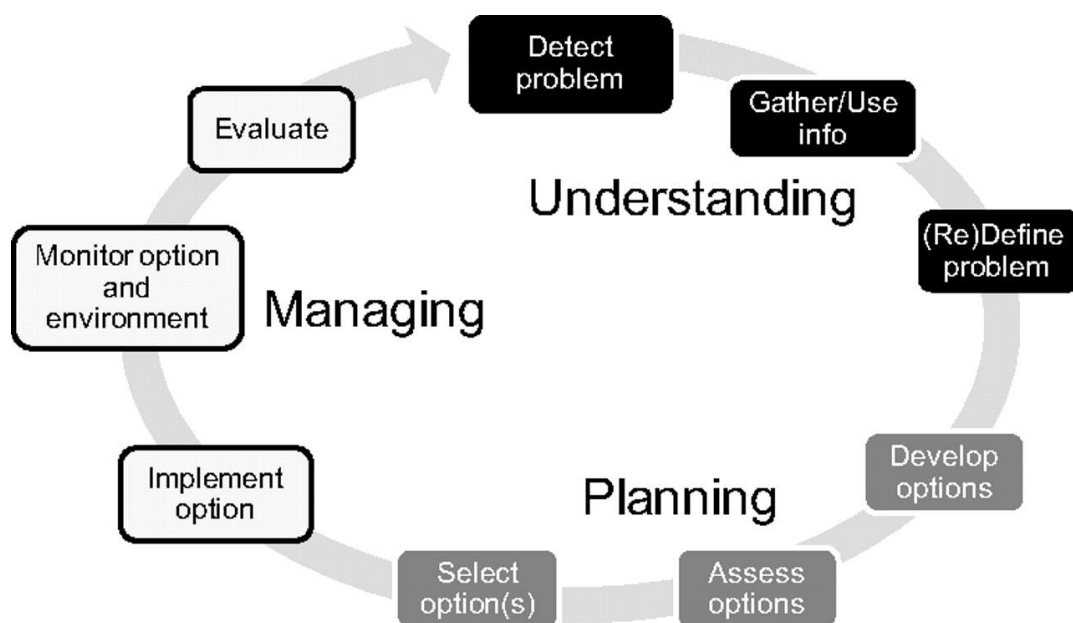 Detect
problem
Gather/Use
info
Understanding
(Re)Define
problem
Develop
options
Planning
Assess
options
Select
option(s)
Implement
option
Managing
Monitor option
and
environment
Evaluate